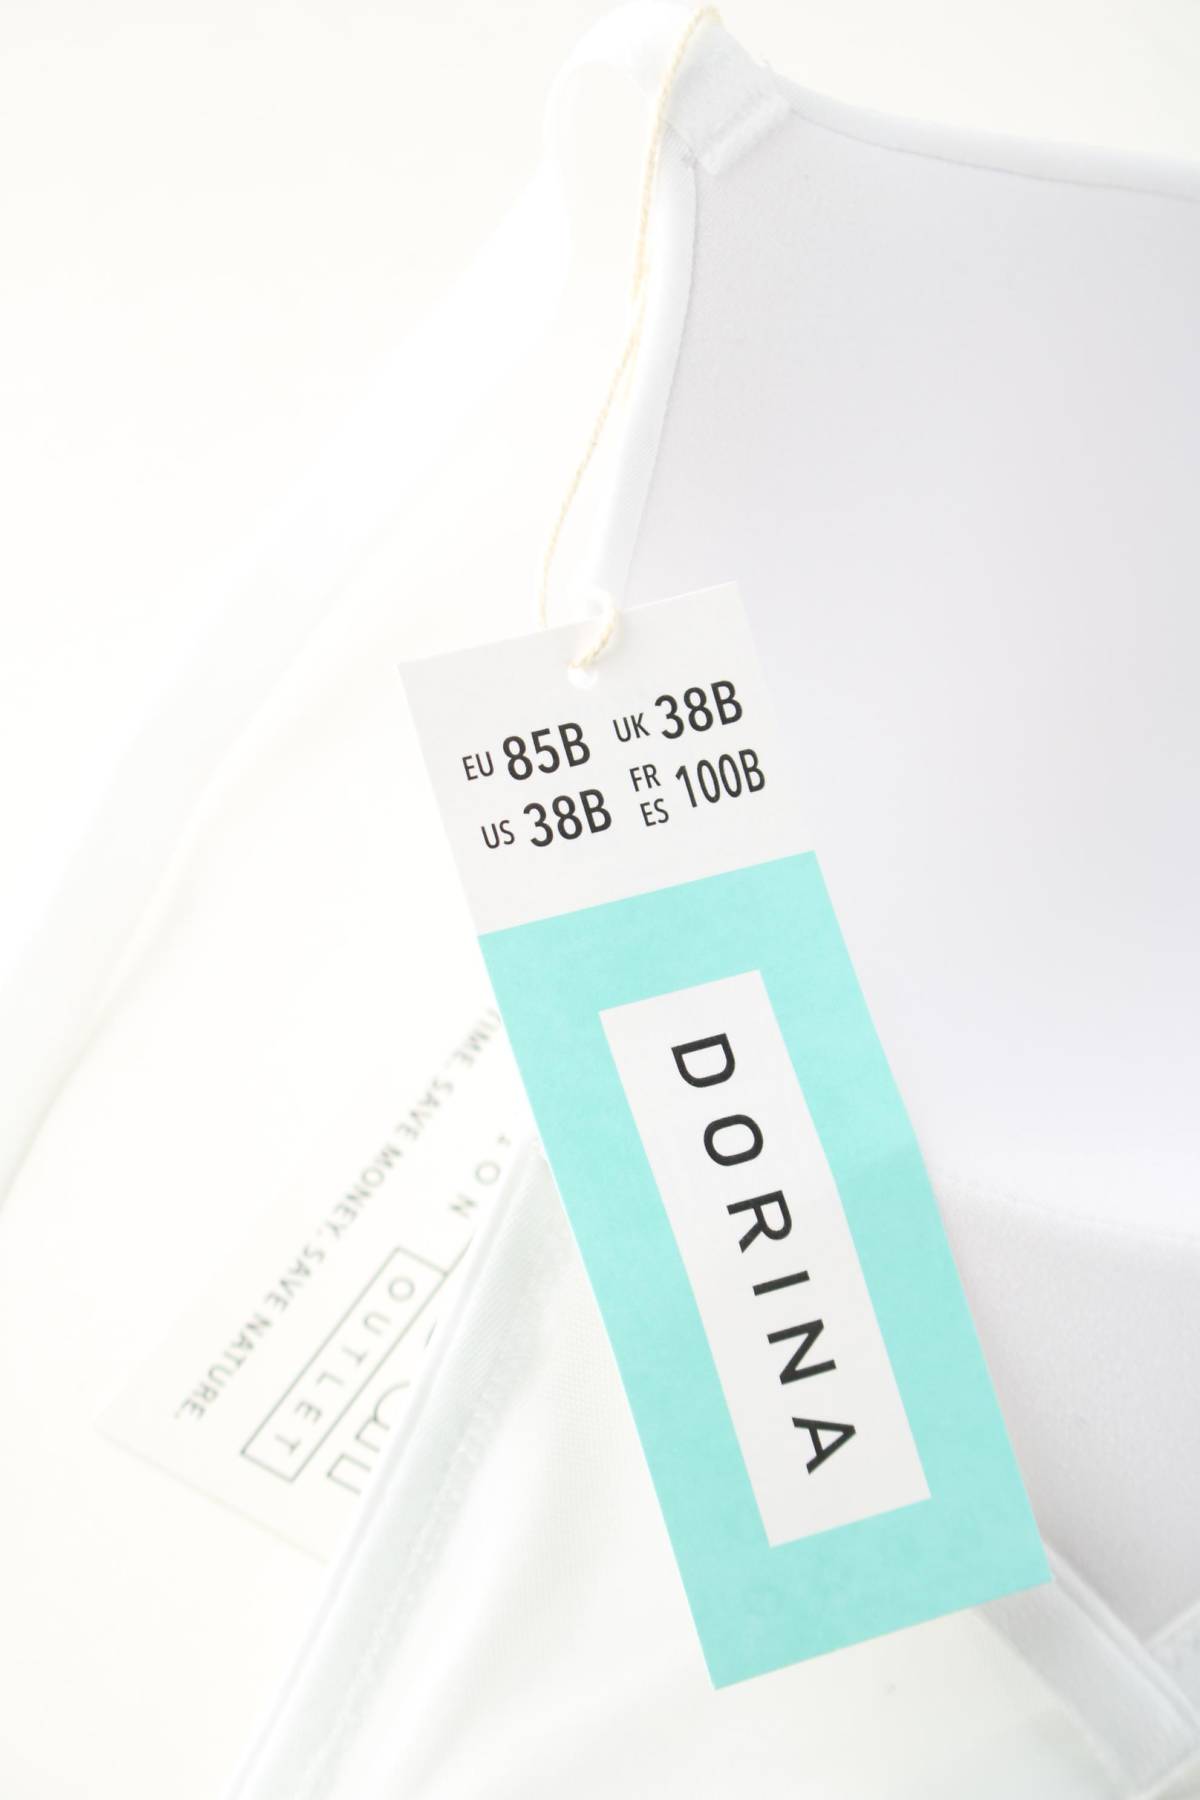 EU 85B UK 38B
US 38B FR ES 100B
DORINA
TIME. SAVE MONEY. SAVE NATURE.
OUTLET